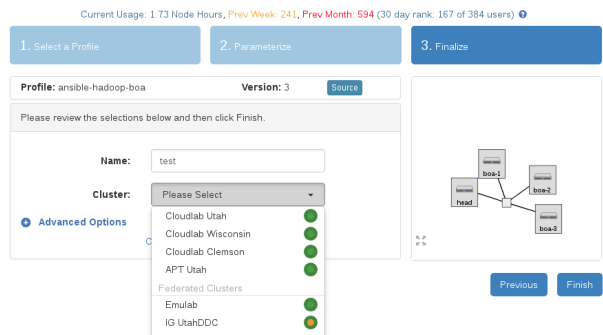 Current Usage: 1.73 Node Hours, Prev Week: 241, Prev Month: 594 (30 day rank: 167 of 384 users)
1. Select a Profile
2. Parameterize
3. Finalize
Profile: ansible-hadoop-boa
Version: 3
Source
Please review the selections below and then click Finish.
Name:
test
Cluster:
Please Select
Advanced Options
C
Cloudlab Utah
Cloudlab Wisconsin
Cloudlab Clemson
APT Utah
Federated Clusters
Emulab
IG UtahDDC
boa-1
boa-2
head
boa-3
Previous
Finish